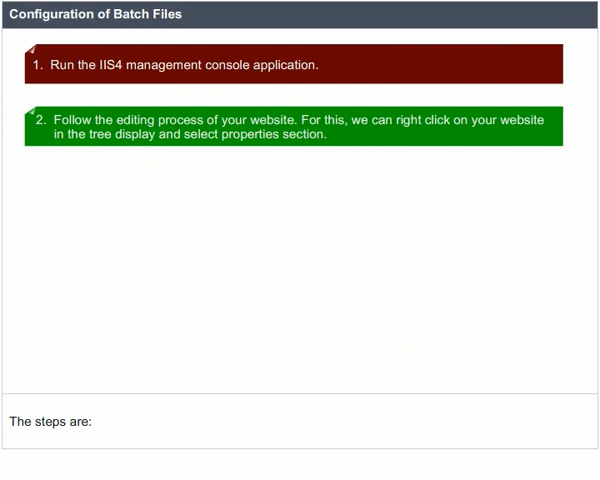 Configuration of Batch Files
1. Run the IIS4 management console application.
2. Follow the editing process of your website. For this, we can right click on your website
in the tree display and select properties section.
The steps are: